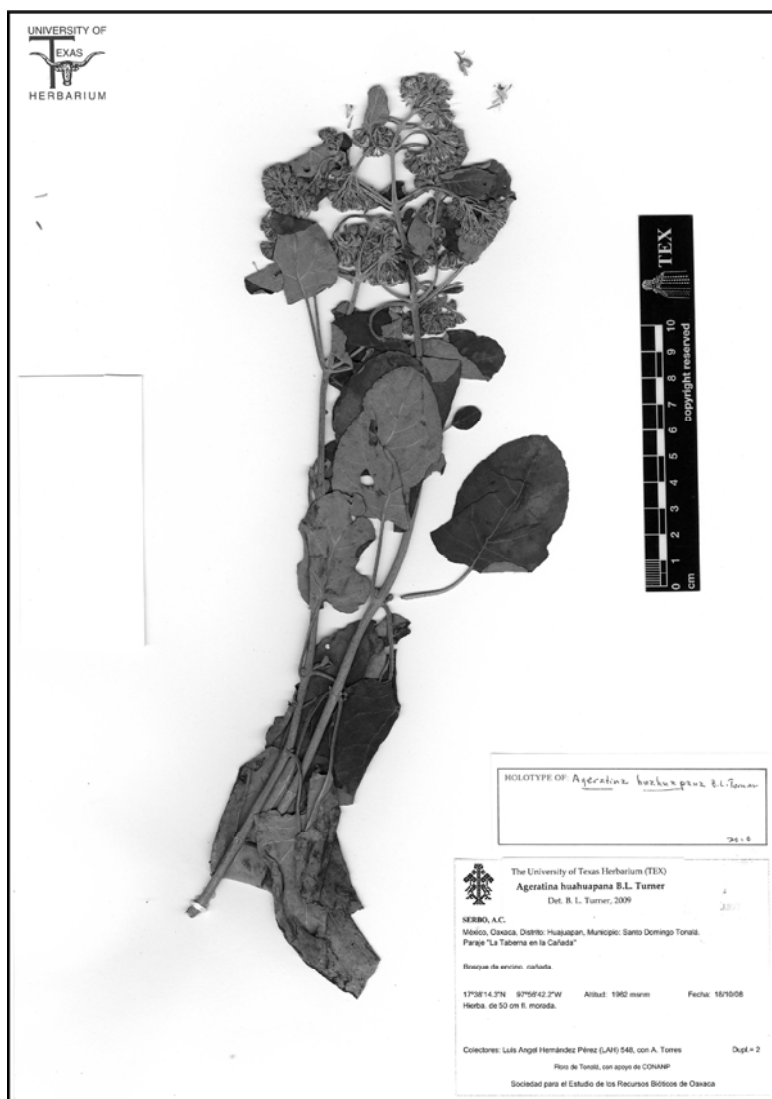 UNIVERSITY OF
TEXAS
HERBARIUM
TEX
copyright reserved
0 1 2 3 4 5 6 7 8 9 10
cm
HOLOTYPE OF: Ageratina huahuapana B.L. Turner
The University of Texas Herbarium (TEX)
Ageratina huahuapana B.L. Turner
Det. B. L. Turner, 2009
SERBO, A.C.
México, Oaxaca. Distrito: Huajuapan, Municipio: Santo Domingo Tonalá.
Paraje "La Taberna en la Cañada"
Bosque de encino, cañada.
17°38'14.3"N 97°56'42.2"W Altitud: 1962 msnm Fecha: 18/10/08
Hierba. de 50 cm fl. morada.
Colectores: Luis Angel Hernández Pérez (LAH) 548, con A. Torres Dupl.= 2
Flora de Tonalá, con apoyo de CONANP
Sociedad para el Estudio de los Recursos Bióticos de Oaxaca